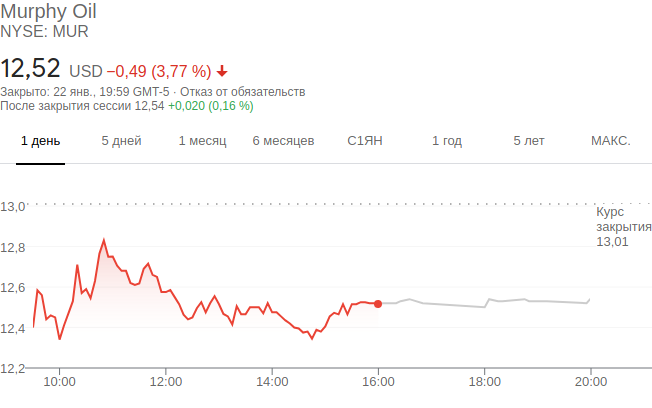 Murphy Oil
NYSE: MUR
12,52 USD −0,49 (3,77 %)
Закрыто: 22 янв., 19:59 GMT-5 · Отказ от обязательств
После закрытия сессии 12,54 +0,020 (0,16 %)
1 день 5 дней 1 месяц 6 месяцев С1ЯН 1 год 5 лет МАКС.
13,0
Курс
закрытия
13,01
12,8
12,6
12,4
12,2
10:00 12:00 14:00 16:00 18:00 20:00